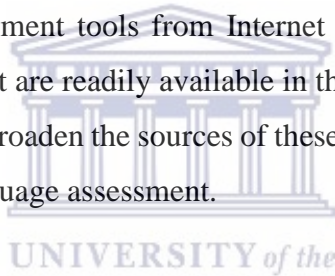 ment tools from Internet
t are readily available in th
roaden the sources of these
uage assessment.
UNIVERSITY of the